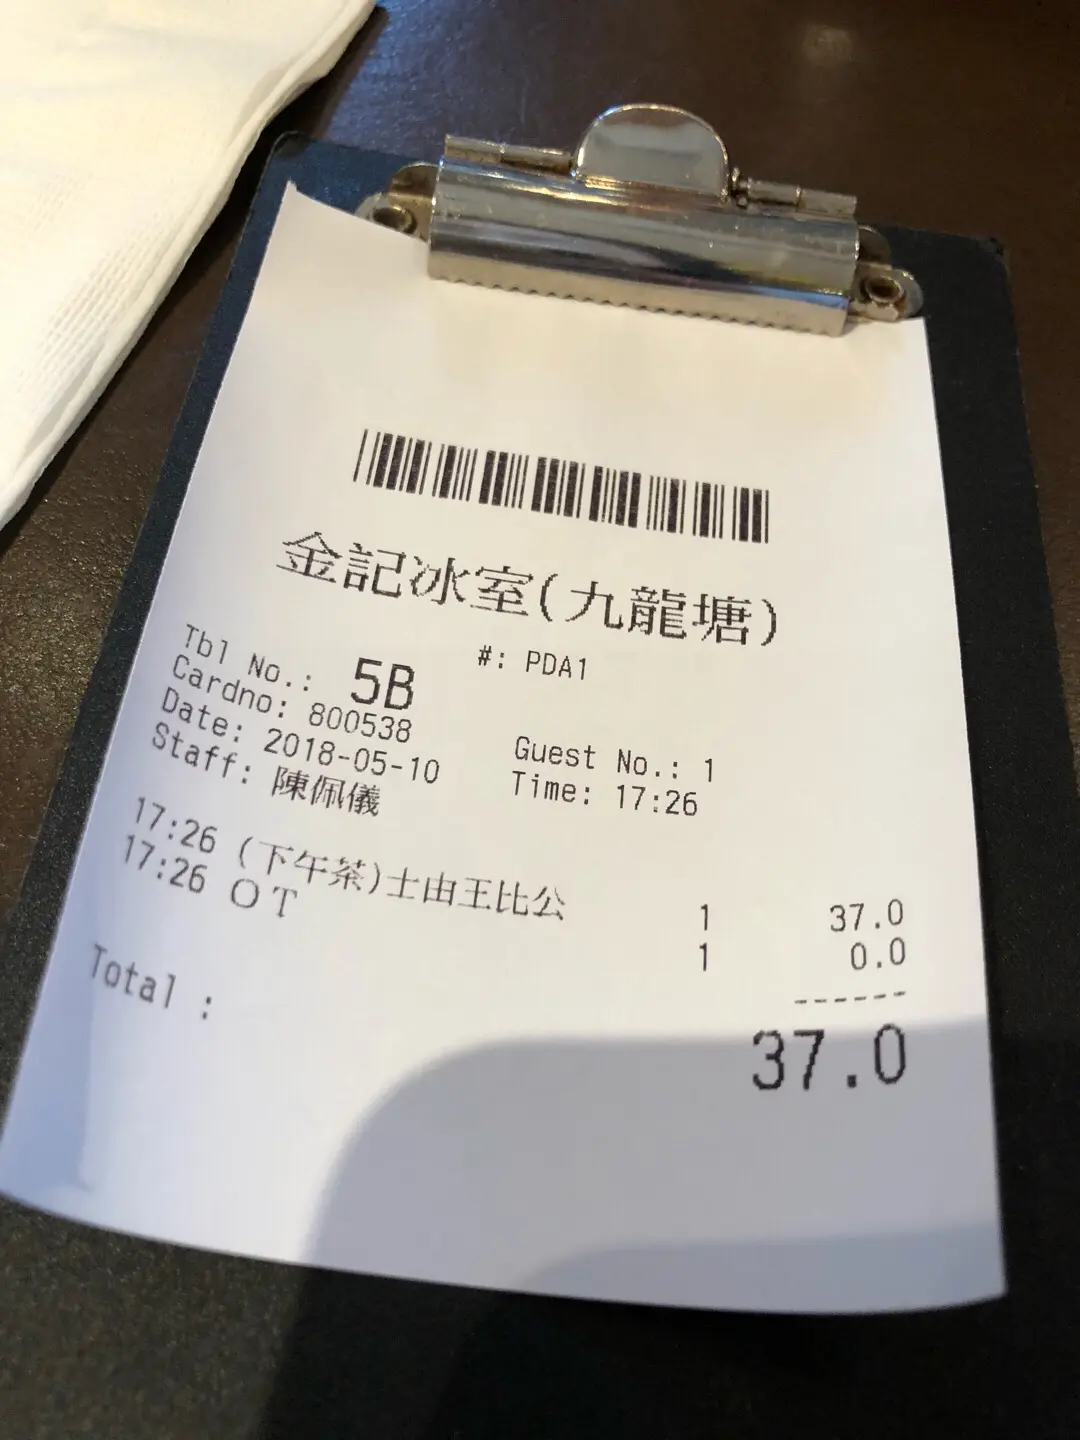 金記冰室(九龍塘)
#: PDA1
Tbl No.: 5B
Cardno: 800538
Guest No.: 1
Date: 2018-05-10
Time: 17:26
Staff: 陳佩儀
17:26 (下午茶)士由王比公 1 37.0
17:26 OT 1 0.0
------
Total : 37.0